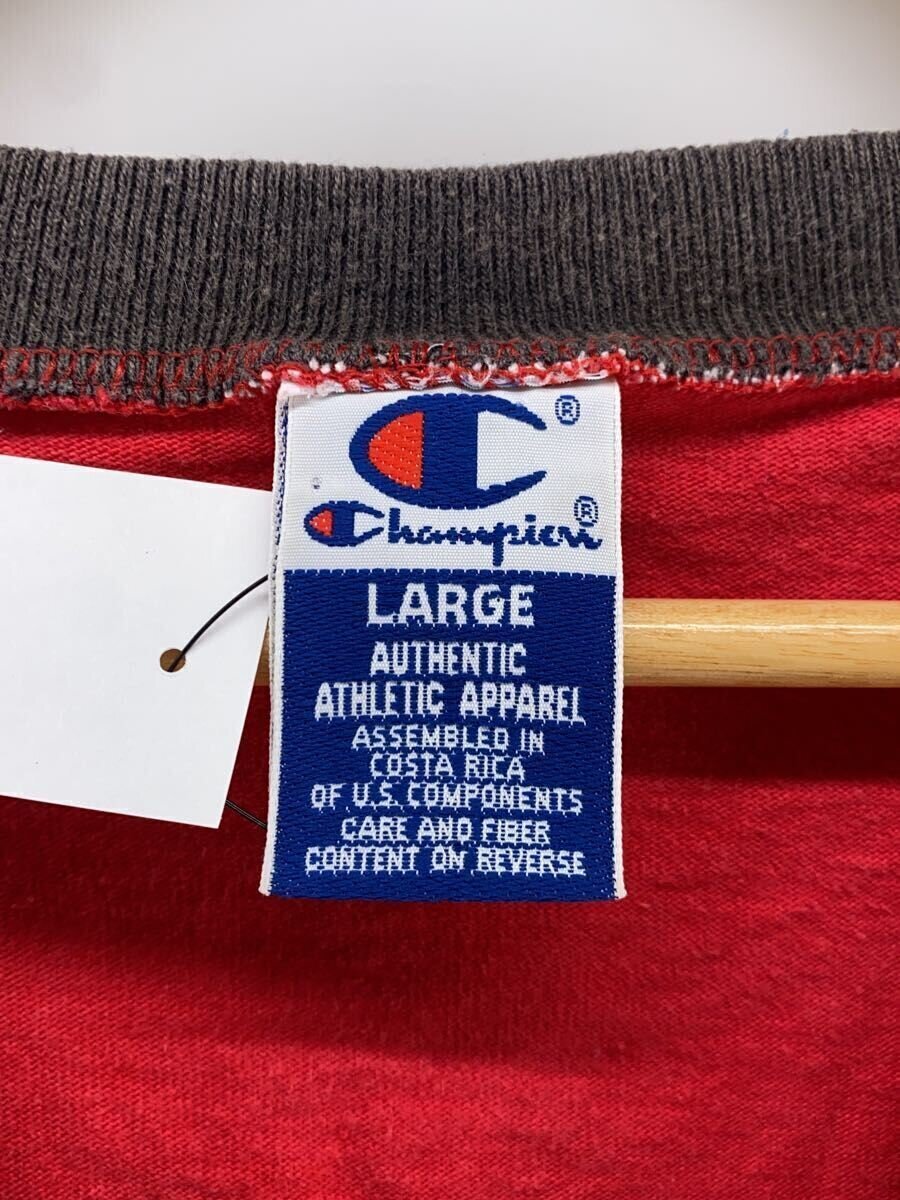 ®
Champion®
LARGE
AUTHENTIC
ATHLETIC APPAREL
ASSEMBLED IN
COSTA RICA
OF U.S. COMPONENTS
CARE AND FIBER
CONTENT ON REVERSE